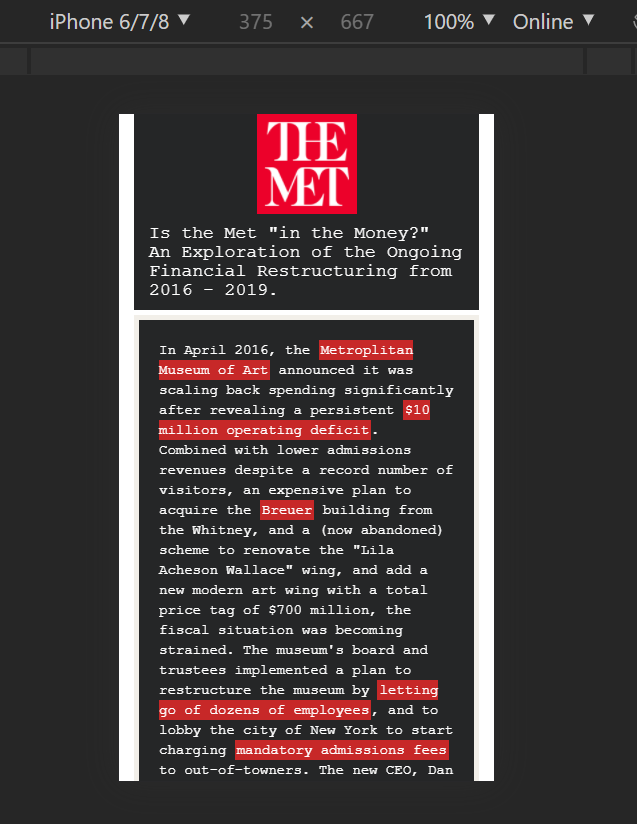 iPhone 6/7/8 ▼ 375 × 667 100% ▼ Online ▼
THE
MET
Is the Met "in the Money?"
An Exploration of the Ongoing
Financial Restructuring from
2016 - 2019.
In April 2016, the Metroplitan
Museum of Art announced it was
scaling back spending significantly
after revealing a persistent $10
million operating deficit.
Combined with lower admissions
revenues despite a record number of
visitors, an expensive plan to
acquire the Breuer building from
the Whitney, and a (now abandoned)
scheme to renovate the "Lila
Acheson Wallace" wing, and add a
new modern art wing with a total
price tag of $700 million, the
fiscal situation was becoming
strained. The museum's board and
trustees implemented a plan to
restructure the museum by letting
go of dozens of employees, and to
lobby the city of New York to start
charging mandatory admissions fees
to out-of-towners. The new CEO, Dan